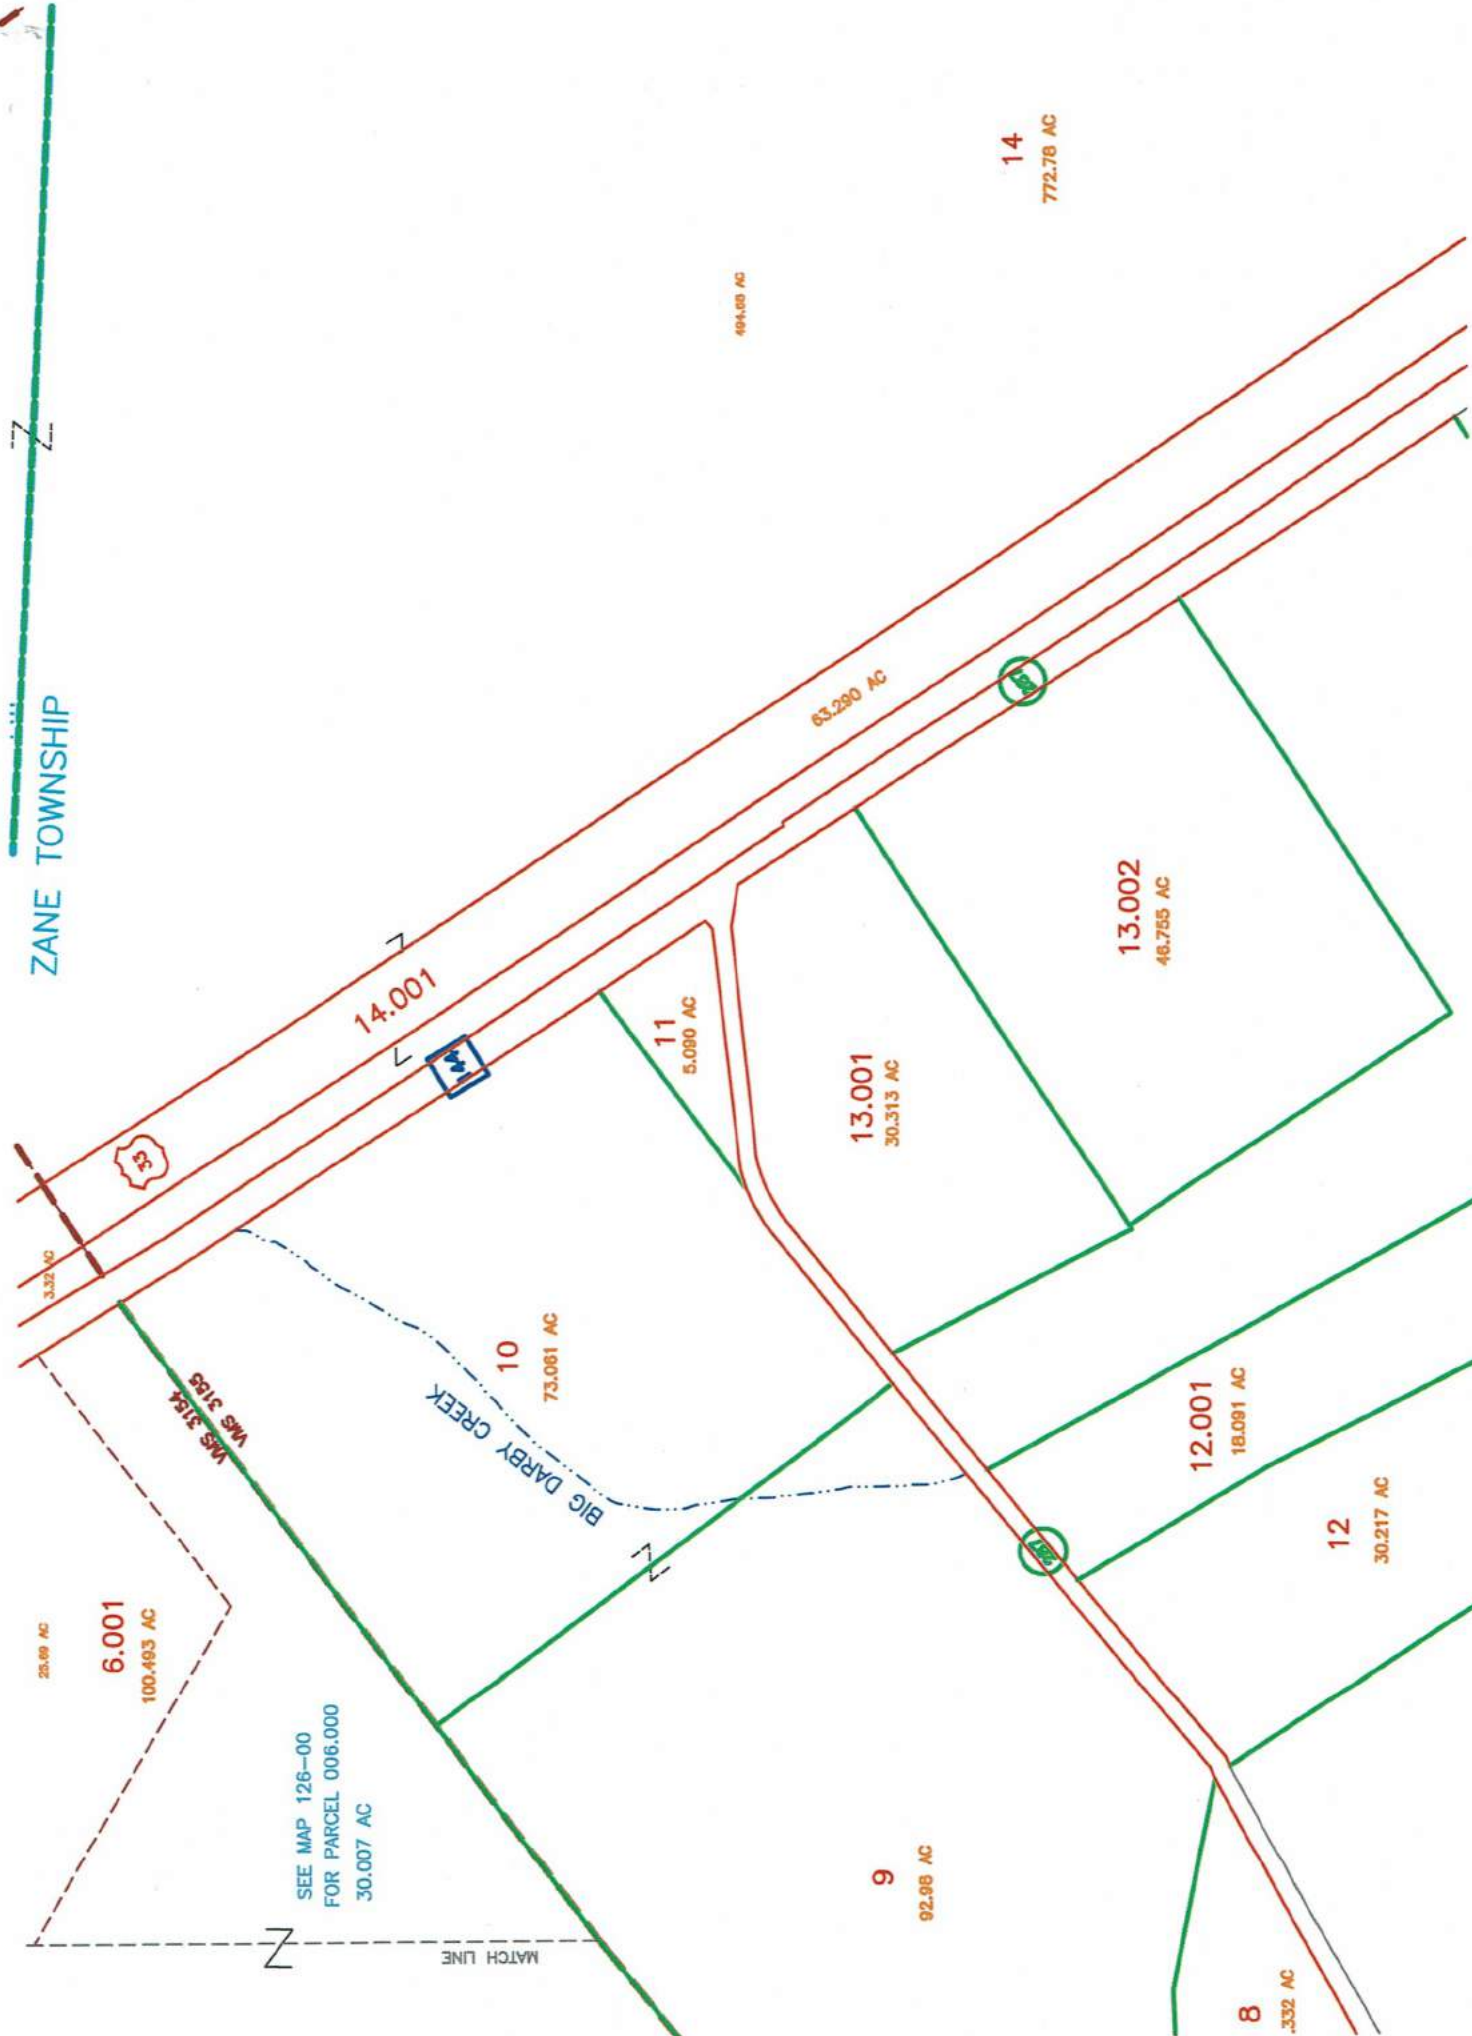 ZANE TOWNSHIP
14
772.78 AC
494.68 AC
63.290 AC
14.001
33
3.32 AC
VMS 3154
VMS 3155
11
5.090 AC
13.001
30.313 AC
13.002
46.755 AC
10
73.061 AC
BIG DARBY CREEK
6.001
100.493 AC
SEE MAP 126-00
FOR PARCEL 006.000
30.007 AC
MATCH LINE
12.001
18.091 AC
12
30.217 AC
287
9
92.98 AC
8
.332 AC